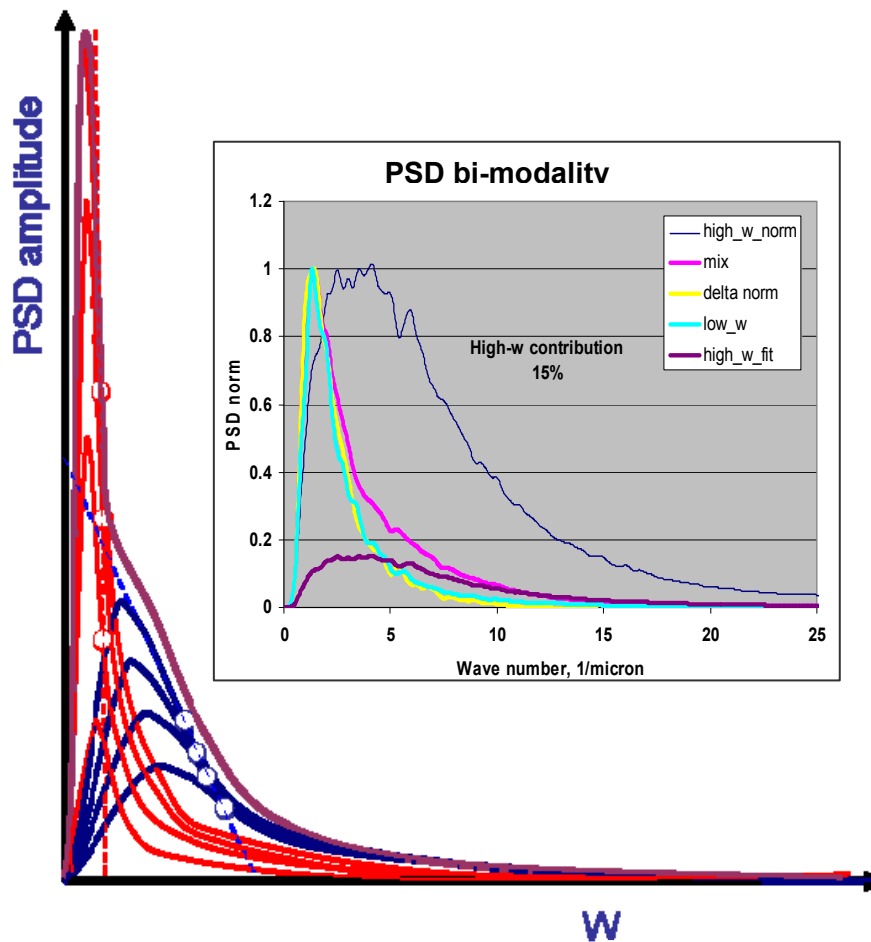 PSD amplitude
PSD bi-modalitv
1.2
1
0.8
0.6
0.4
0.2
0
PSD norm
high_w_norm
mix
delta norm
low_w
high_w_fit
High-w contribution
15%
0 5 10 15 20 25
Wave number, 1/micron
W